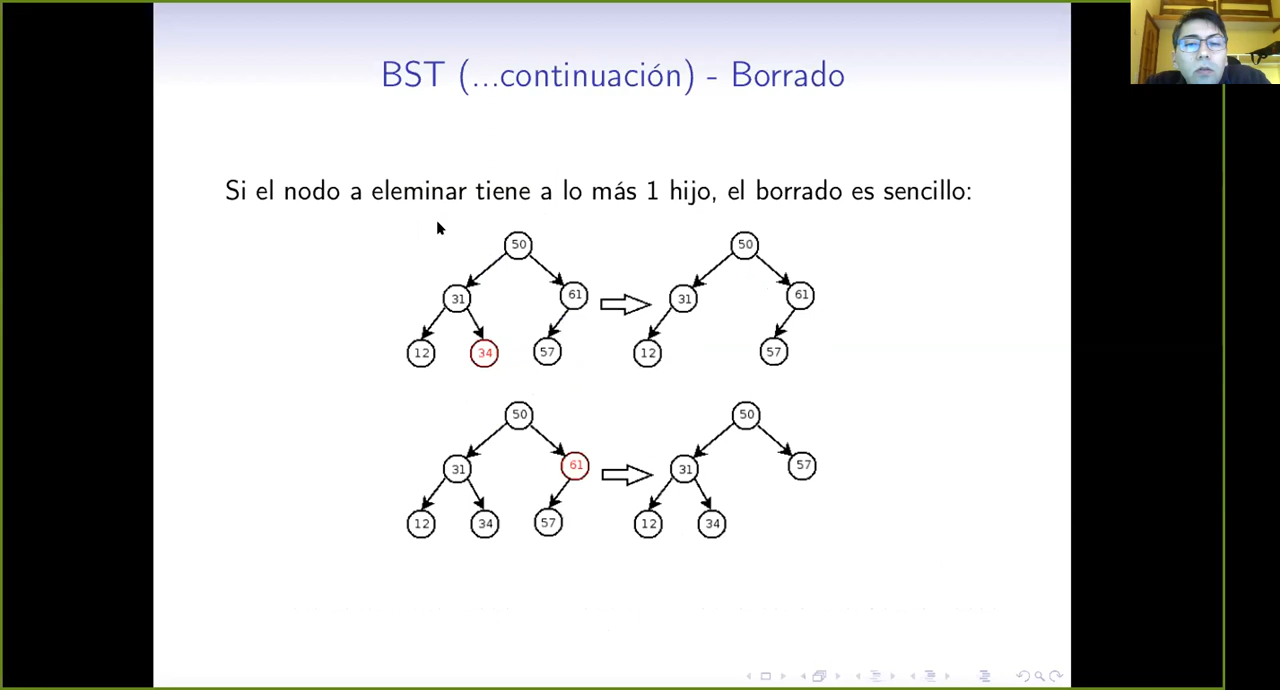 BST (...continuación) - Borrado
Si el nodo a eleminar tiene a lo más 1 hijo, el borrado es sencillo:
50 50
31 61 31 61
12 34 57 12 57
50 50
31 61 31 57
12 34 57 12 34